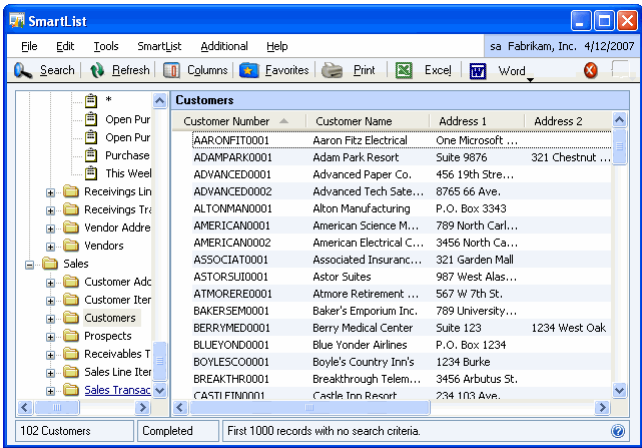 SmartList
File Edit Tools SmartList Additional Help sa Fabrikam, Inc. 4/12/2007
Search Refresh Columns Favorites Print Excel Word
*
Open Pur
Open Pur
Purchase
This Week
Receivings Lin
Receivings Tra
Vendor Addre
Vendors
Sales
Customer Add
Customer Iter
Customers
Prospects
Receivables T
Sales Line Iter
Sales Transac
Customers
Customer Number Customer Name Address 1 Address 2
AARONFIT0001 Aaron Fitz Electrical One Microsoft ...
ADAMPARK0001 Adam Park Resort Suite 9876 321 Chestnut ...
ADVANCED0001 Advanced Paper Co. 456 19th Stre...
ADVANCED0002 Advanced Tech Sate... 8765 66 Ave.
ALTONMAN0001 Alton Manufacturing P.O. Box 3343
AMERICAN0001 American Science M... 789 North Carl...
AMERICAN0002 American Electrical C... 3456 North Ca...
ASSOCIAT0001 Associated Insuranc... 321 Garden Mall
ASTORSUI0001 Astor Suites 987 West Alas...
ATMORERE0001 Atmore Retirement ... 567 W 7th St.
BAKERSEM0001 Baker's Emporium Inc. 789 University...
BERRYMED0001 Berry Medical Center Suite 123 1234 West Oak
BLUEYOND0001 Blue Yonder Airlines P.O. Box 1234
BOYLESCO0001 Boyle's Country Inn's 1234 Burke
BREAKTHR0001 Breakthrough Telem... 3456 Arbutus St.
CASTLEIN0001 Castle Inn Resort 234 103 Ave.
102 Customers Completed First 1000 records with no search criteria.